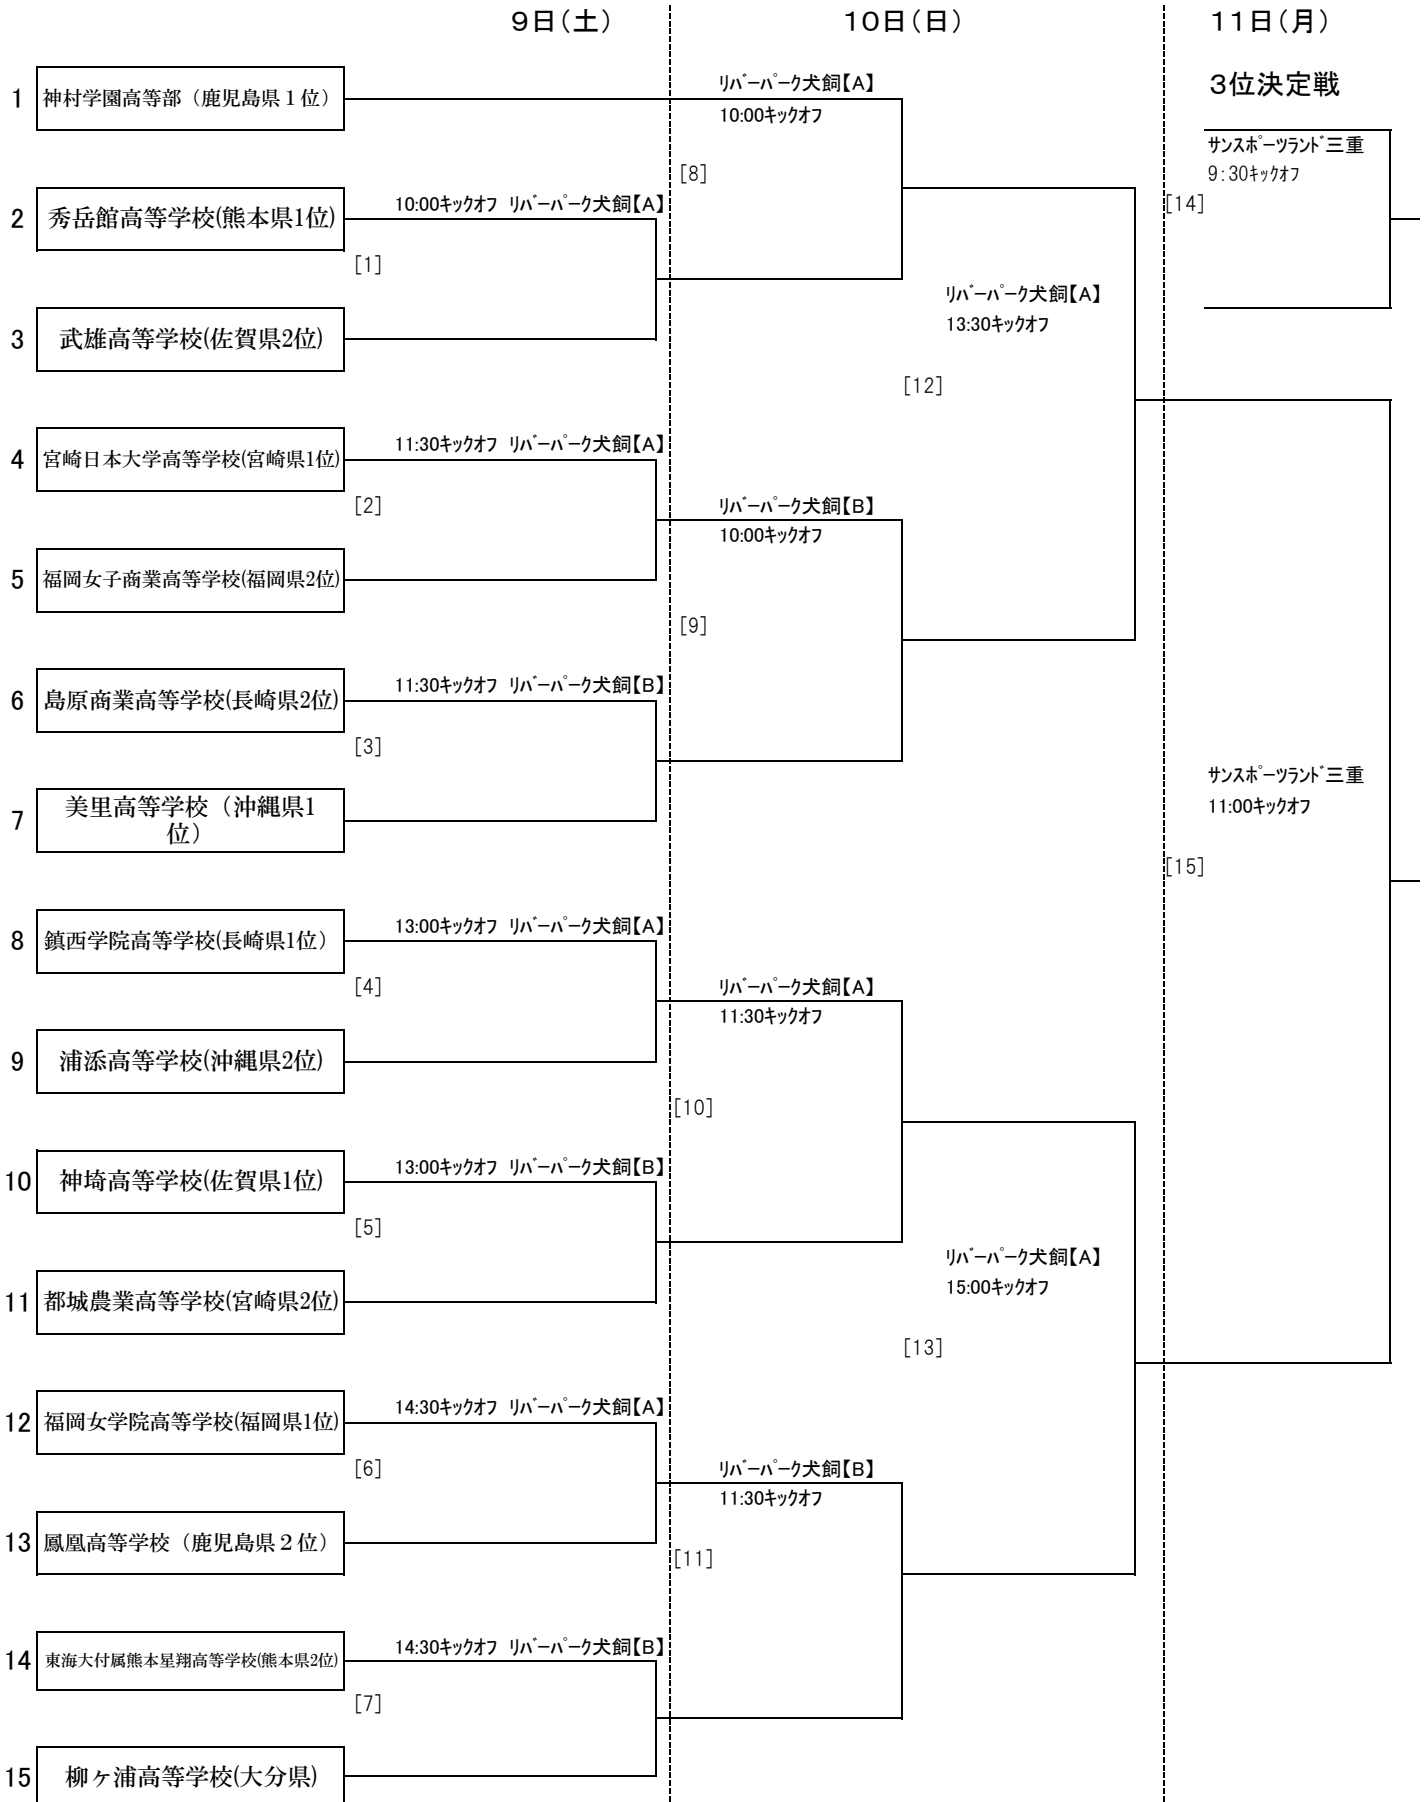 9日(土)
10日(日)
11日(月)
3位決定戦
1 神村学園高等部（鹿児島県１位）
ﾘﾊﾞｰﾊﾟｰｸ犬飼【A】
10:00ｷｯｸｵﾌ
[8]
ｻﾝｽﾎﾟｰﾂﾗﾝﾄﾞ三重
9:30ｷｯｸｵﾌ
[14]
2 秀岳館高等学校(熊本県1位)
10:00ｷｯｸｵﾌ ﾘﾊﾞｰﾊﾟｰｸ犬飼【A】
[1]
3 武雄高等学校(佐賀県2位)
ﾘﾊﾞｰﾊﾟｰｸ犬飼【A】
13:30ｷｯｸｵﾌ
[12]
4 宮崎日本大学高等学校(宮崎県1位)
11:30ｷｯｸｵﾌ ﾘﾊﾞｰﾊﾟｰｸ犬飼【A】
[2]
ﾘﾊﾞｰﾊﾟｰｸ犬飼【B】
10:00ｷｯｸｵﾌ
5 福岡女子商業高等学校(福岡県2位)
[9]
6 島原商業高等学校(長崎県2位)
11:30ｷｯｸｵﾌ ﾘﾊﾞｰﾊﾟｰｸ犬飼【B】
[3]
7 美里高等学校（沖縄県1
位）
ｻﾝｽﾎﾟｰﾂﾗﾝﾄﾞ三重
11:00ｷｯｸｵﾌ
[15]
8 鎮西学院高等学校(長崎県1位）
13:00ｷｯｸｵﾌ ﾘﾊﾞｰﾊﾟｰｸ犬飼【A】
[4]
ﾘﾊﾞｰﾊﾟｰｸ犬飼【A】
11:30ｷｯｸｵﾌ
9 浦添高等学校(沖縄県2位)
[10]
10 神埼高等学校(佐賀県1位)
13:00ｷｯｸｵﾌ ﾘﾊﾞｰﾊﾟｰｸ犬飼【B】
[5]
ﾘﾊﾞｰﾊﾟｰｸ犬飼【A】
15:00ｷｯｸｵﾌ
11 都城農業高等学校(宮崎県2位)
[13]
12 福岡女学院高等学校(福岡県1位)
14:30ｷｯｸｵﾌ ﾘﾊﾞｰﾊﾟｰｸ犬飼【A】
[6]
ﾘﾊﾞｰﾊﾟｰｸ犬飼【B】
11:30ｷｯｸｵﾌ
13 鳳凰高等学校（鹿児島県２位）
[11]
14 東海大付属熊本星翔高等学校(熊本県2位)
14:30ｷｯｸｵﾌ ﾘﾊﾞｰﾊﾟｰｸ犬飼【B】
[7]
15 柳ヶ浦高等学校(大分県)